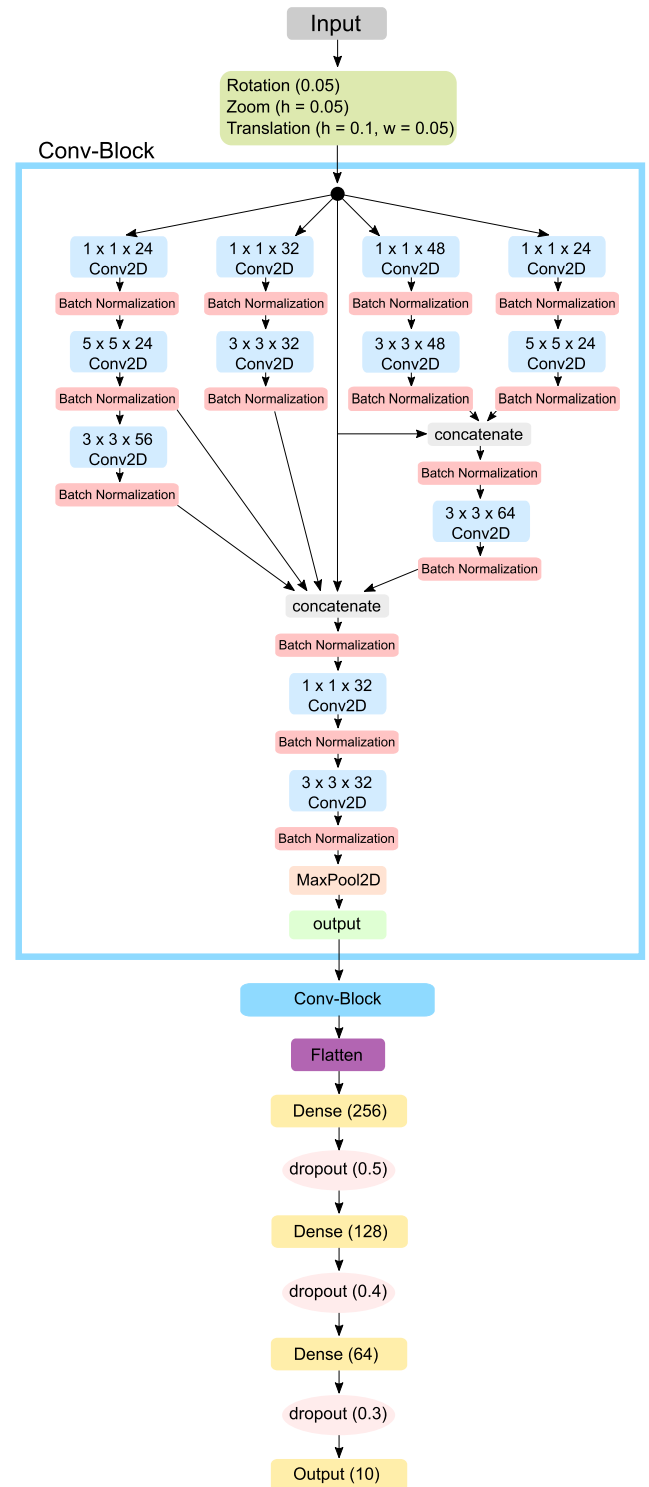 Input
Rotation (0.05)
Zoom (h = 0.05)
Translation (h = 0.1, w = 0.05)
Conv-Block
1 x 1 x 24
Conv2D
Batch Normalization
5 x 5 x 24
Conv2D
Batch Normalization
3 x 3 x 56
Conv2D
Batch Normalization
1 x 1 x 32
Conv2D
Batch Normalization
3 x 3 x 32
Conv2D
Batch Normalization
1 x 1 x 48
Conv2D
Batch Normalization
3 x 3 x 48
Conv2D
Batch Normalization
1 x 1 x 24
Conv2D
Batch Normalization
5 x 5 x 24
Conv2D
Batch Normalization
concatenate
Batch Normalization
3 x 3 x 64
Conv2D
Batch Normalization
concatenate
Batch Normalization
1 x 1 x 32
Conv2D
Batch Normalization
3 x 3 x 32
Conv2D
Batch Normalization
MaxPool2D
output
Conv-Block
Flatten
Dense (256)
dropout (0.5)
Dense (128)
dropout (0.4)
Dense (64)
dropout (0.3)
Output (10)